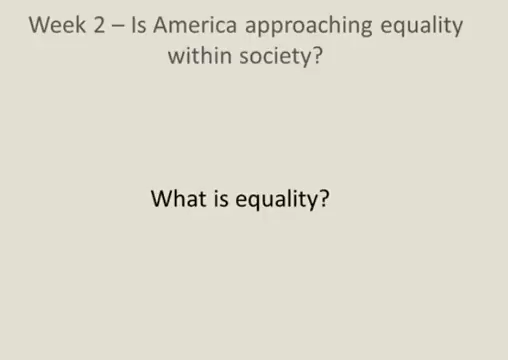 Week 2 – Is America approaching equality
within society?
What is equality?